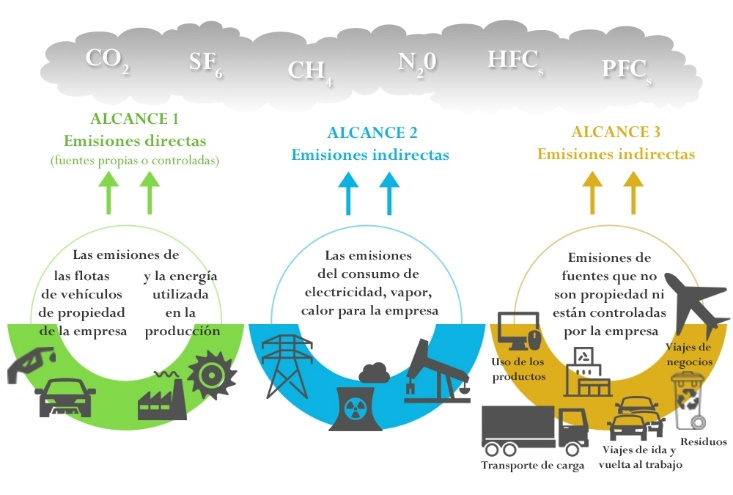 CO2
SF6
CH4
N20
HFCs
PFCs
ALCANCE 1
Emisiones directas
(fuentes propias o controladas)
ALCANCE 2
Emisiones indirectas
ALCANCE 3
Emisiones indirectas
Las emisiones de
las flotas
de vehículos
de propiedad
de la empresa
y la energía
utilizada
en la
producción
Las emisiones
del consumo de
electricidad, vapor,
calor para la empresa
Emisiones de
fuentes que no
son propiedad ni
están controladas
por la empresa
Uso de los
productos
Viajes de
negocios
Transporte de carga
Viajes de ida y
vuelta al trabajo
Residuos